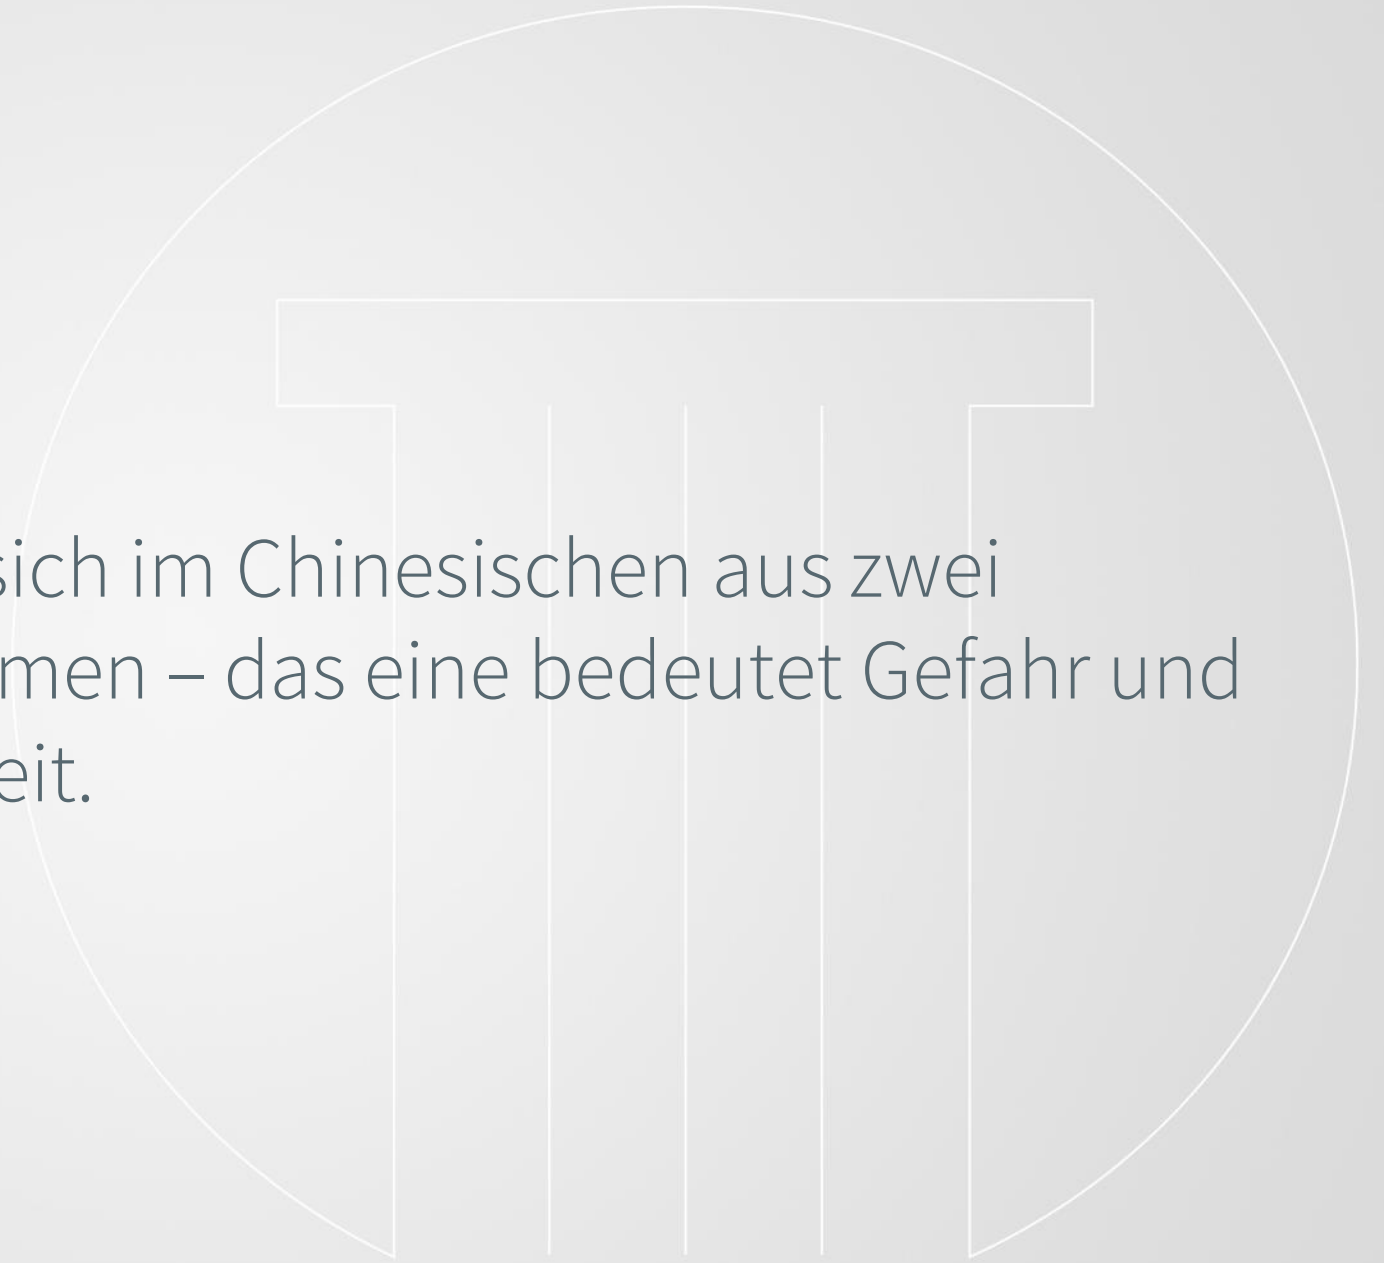 sich im Chinesischen aus zwei
men – das eine bedeutet Gefahr und
eit.